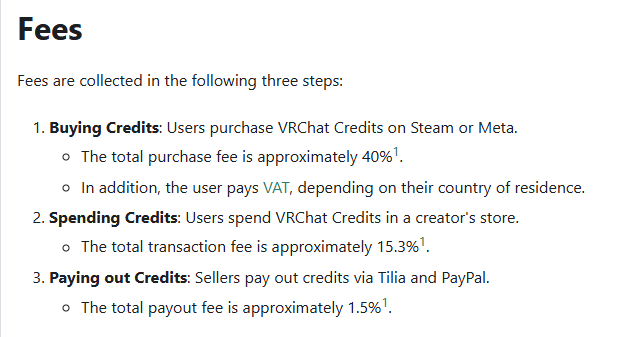 Fees
Fees are collected in the following three steps:
1. Buying Credits: Users purchase VRChat Credits on Steam or Meta.
○ The total purchase fee is approximately 40%¹.
○ In addition, the user pays VAT, depending on their country of residence.
2. Spending Credits: Users spend VRChat Credits in a creator's store.
○ The total transaction fee is approximately 15.3%¹.
3. Paying out Credits: Sellers pay out credits via Tilia and PayPal.
○ The total payout fee is approximately 1.5%¹.